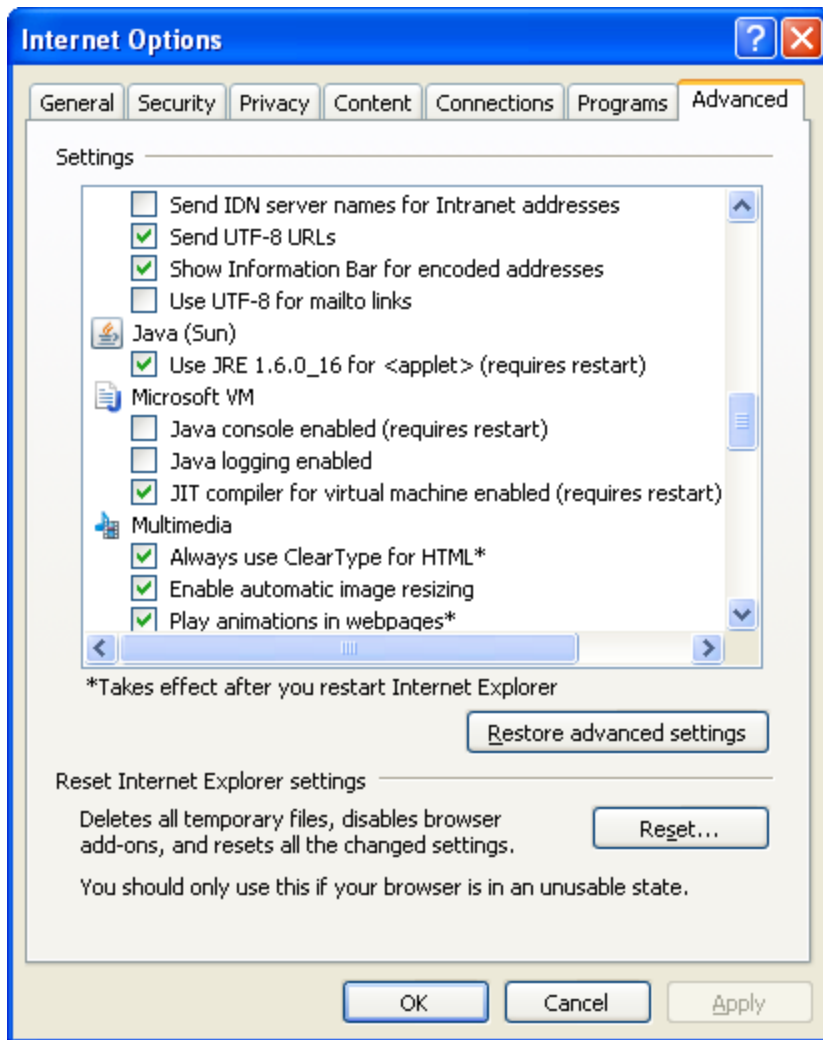 Internet Options
General Security Privacy Content Connections Programs Advanced
Settings
Send IDN server names for Intranet addresses
Send UTF-8 URLs
Show Information Bar for encoded addresses
Use UTF-8 for mailto links
Java (Sun)
Use JRE 1.6.0_16 for <applet> (requires restart)
Microsoft VM
Java console enabled (requires restart)
Java logging enabled
JIT compiler for virtual machine enabled (requires restart)
Multimedia
Always use ClearType for HTML*
Enable automatic image resizing
Play animations in webpages*
*Takes effect after you restart Internet Explorer
Restore advanced settings
Reset Internet Explorer settings
Deletes all temporary files, disables browser
add-ons, and resets all the changed settings.
Reset...
You should only use this if your browser is in an unusable state.
OK Cancel Apply